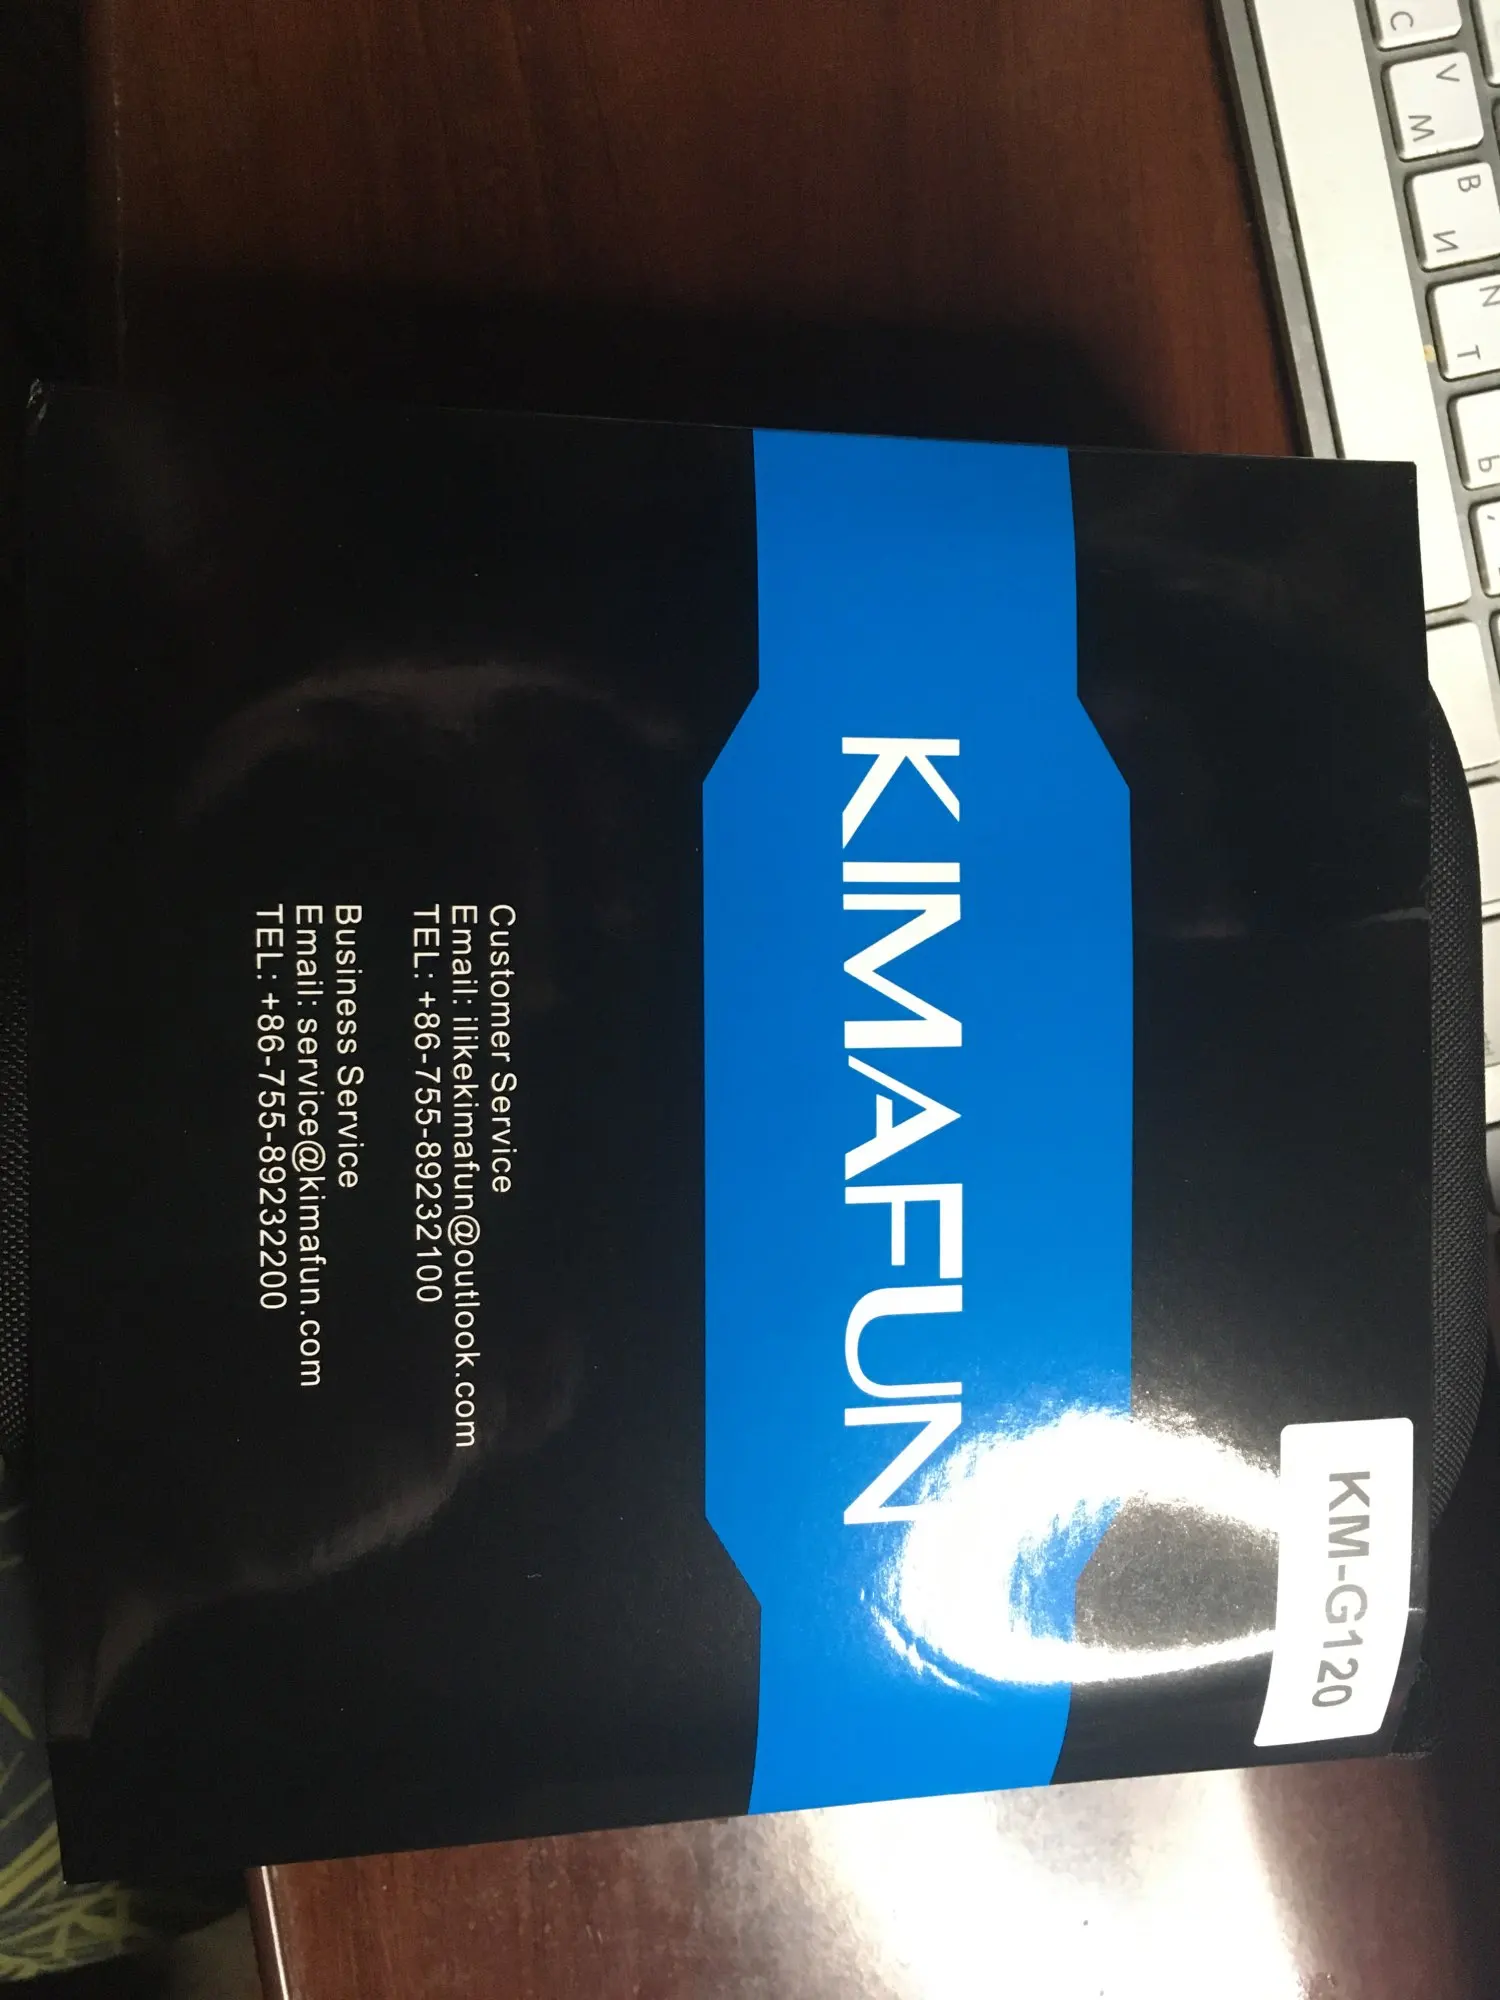 KM-G120
KIMAFUN
Customer Service
Email: ilikekimafun@outlook.com
TEL: +86-755-89232100
Business Service
Email: service@kimafun.com
TEL: +86-755-89232200
C
V М
В И
N Т
Ь